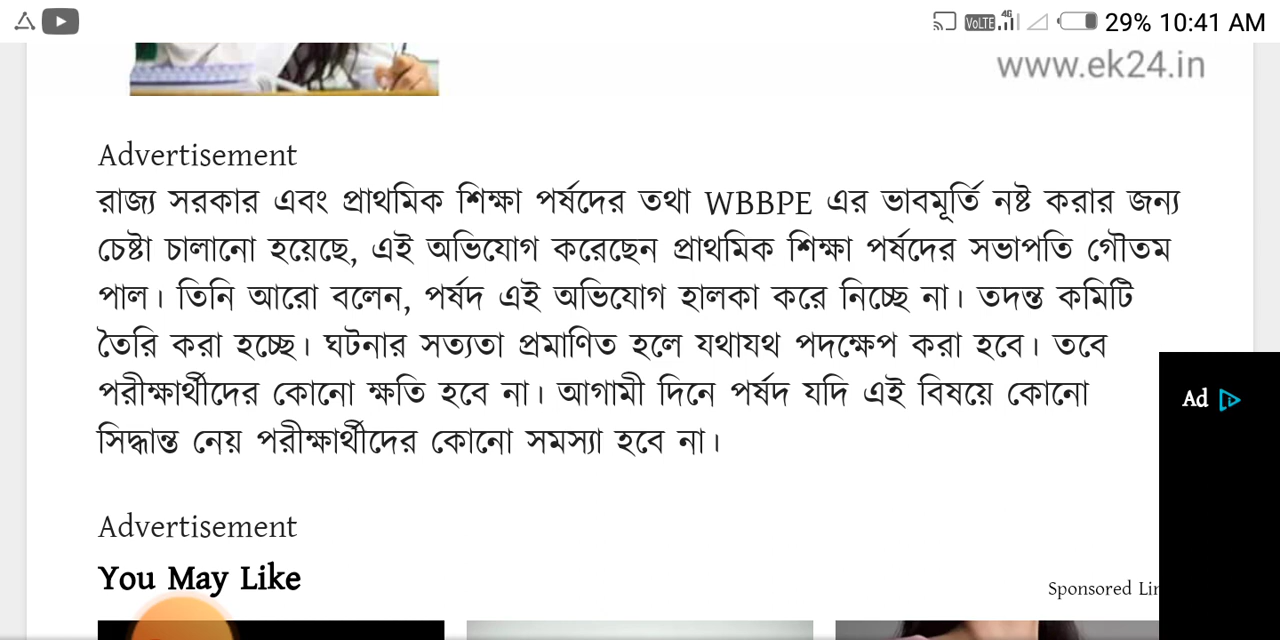 VoLTE 4G 29% 10:41 AM
www.ek24.in
Advertisement
রাজ্য সরকার এবং প্রাথমিক শিক্ষা পর্ষদের তথা WBBPE এর ভাবমূর্তি নষ্ট করার জন্য
চেষ্টা চালানো হয়েছে, এই অভিযোগ করেছেন প্রাথমিক শিক্ষা পর্ষদের সভাপতি গৌতম
পাল। তিনি আরো বলেন, পর্ষদ এই অভিযোগ হালকা করে নিচ্ছে না। তদন্ত কমিটি
তৈরি করা হচ্ছে। ঘটনার সত্যতা প্রমাণিত হলে যথাযথ পদক্ষেপ করা হবে। তবে
পরীক্ষার্থীদের কোনো ক্ষতি হবে না। আগামী দিনে পর্ষদ যদি এই বিষয়ে কোনো
সিদ্ধান্ত নেয় পরীক্ষার্থীদের কোনো সমস্যা হবে না।
Ad
Advertisement
You May Like
Sponsored